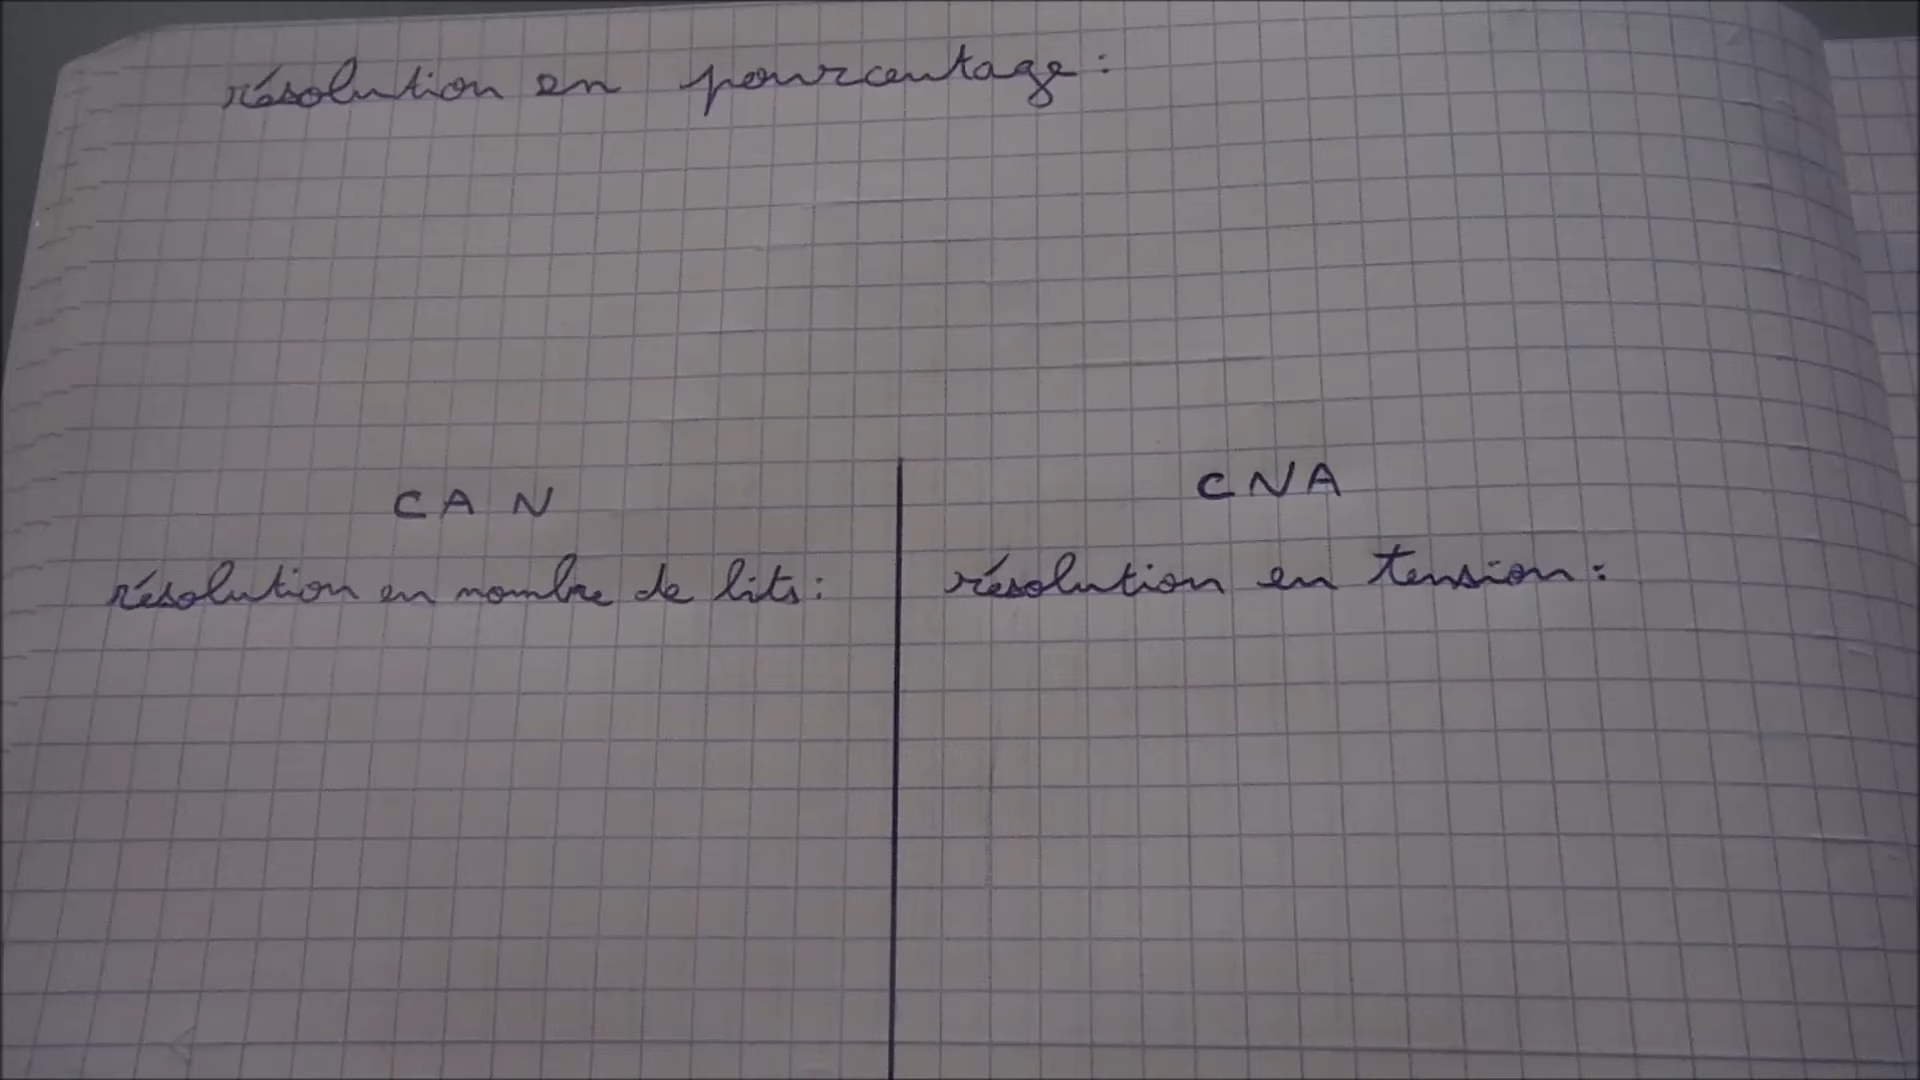 résolution en pourcentage :
CAN
résolution en nombre de bits :
CNA
résolution en tension :